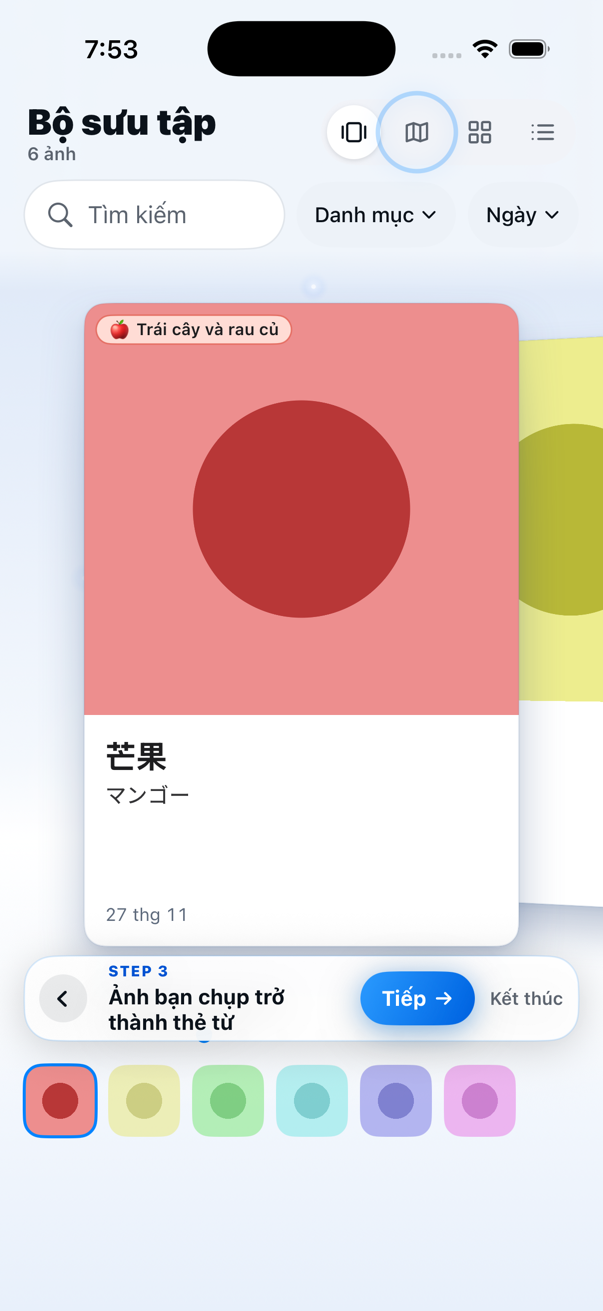 7:53
Bộ sưu tập
6 ảnh
Tìm kiếm
Danh mục
Ngày
Trái cây và rau củ
芒果
マンゴー
27 thg 11
STEP 3
Ảnh bạn chụp trở
thành thẻ từ
Tiếp →
Kết thúc